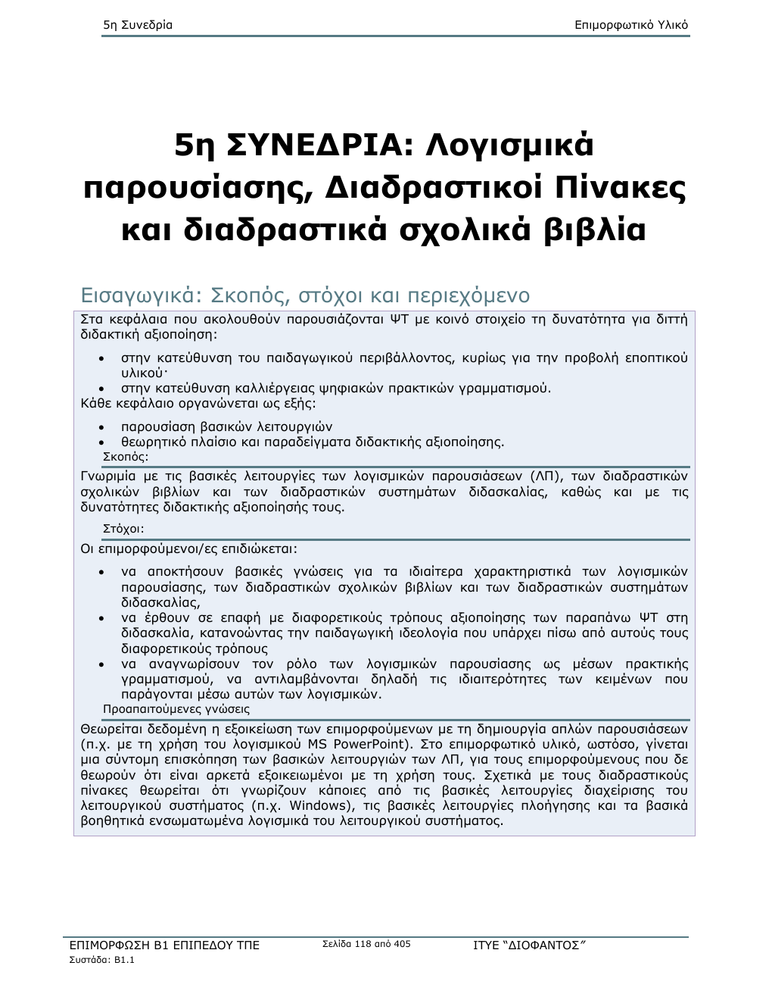 5η Συνεδρία Επιμορφωτικό Υλικό
5η ΣΥΝΕΔΡΙΑ: Λογισμικά
παρουσίασης, Διαδραστικοί Πίνακες
και διαδραστικά σχολικά βιβλία
Εισαγωγικά: Σκοπός, στόχοι και περιεχόμενο
Στα κεφάλαια που ακολουθούν παρουσιάζονται ΨΤ με κοινό στοιχείο τη δυνατότητα για διττή
διδακτική αξιοποίηση:
• στην κατεύθυνση του παιδαγωγικού περιβάλλοντος, κυρίως για την προβολή εποπτικού
υλικού·
• στην κατεύθυνση καλλιέργειας ψηφιακών πρακτικών γραμματισμού.
Κάθε κεφάλαιο οργανώνεται ως εξής:
• παρουσίαση βασικών λειτουργιών
• θεωρητικό πλαίσιο και παραδείγματα διδακτικής αξιοποίησης.
Σκοπός:
Γνωριμία με τις βασικές λειτουργίες των λογισμικών παρουσιάσεων (ΛΠ), των διαδραστικών
σχολικών βιβλίων και των διαδραστικών συστημάτων διδασκαλίας, καθώς και με τις
δυνατότητες διδακτικής αξιοποίησής τους.
Στόχοι:
Οι επιμορφούμενοι/ες επιδιώκεται:
• να αποκτήσουν βασικές γνώσεις για τα ιδιαίτερα χαρακτηριστικά των λογισμικών
παρουσίασης, των διαδραστικών σχολικών βιβλίων και των διαδραστικών συστημάτων
διδασκαλίας,
• να έρθουν σε επαφή με διαφορετικούς τρόπους αξιοποίησης των παραπάνω ΨΤ στη
διδασκαλία, κατανοώντας την παιδαγωγική ιδεολογία που υπάρχει πίσω από αυτούς τους
διαφορετικούς τρόπους
• να αναγνωρίσουν τον ρόλο των λογισμικών παρουσίασης ως μέσων πρακτικής
γραμματισμού, να αντιλαμβάνονται δηλαδή τις ιδιαιτερότητες των κειμένων που
παράγονται μέσω αυτών των λογισμικών.
Προαπαιτούμενες γνώσεις
Θεωρείται δεδομένη η εξοικείωση των επιμορφούμενων με τη δημιουργία απλών παρουσιάσεων
(π.χ. με τη χρήση του λογισμικού MS PowerPoint). Στο επιμορφωτικό υλικό, ωστόσο, γίνεται
μια σύντομη επισκόπηση των βασικών λειτουργιών των ΛΠ, για τους επιμορφούμενους που δε
θεωρούν ότι είναι αρκετά εξοικειωμένοι με τη χρήση τους. Σχετικά με τους διαδραστικούς
πίνακες θεωρείται ότι γνωρίζουν κάποιες από τις βασικές λειτουργίες διαχείρισης του
λειτουργικού συστήματος (π.χ. Windows), τις βασικές λειτουργίες πλοήγησης και τα βασικά
βοηθητικά ενσωματωμένα λογισμικά του λειτουργικού συστήματος.
ΕΠΙΜΟΡΦΩΣΗ Β1 ΕΠΙΠΕΔΟΥ ΤΠΕ Σελίδα 118 από 405 ΙΤΥΕ “ΔΙΟΦΑΝΤΟΣ”
Συστάδα: Β1.1